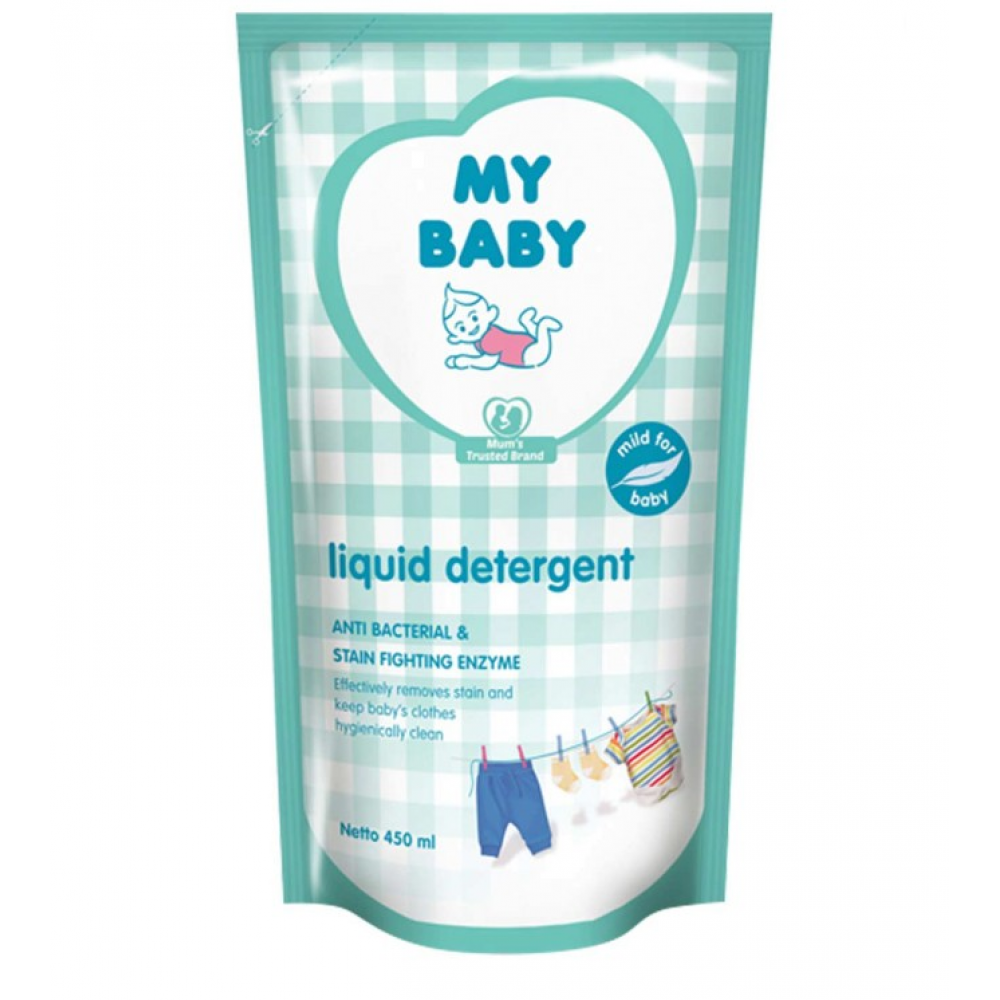 MY
BABY
Mum's
Trusted Brand
mild for
baby
liquid detergent
ANTI BACTERIAL &
STAIN FIGHTING ENZYME
Effectively removes stain and
keep baby's clothes
hygienically clean
Netto 450 ml